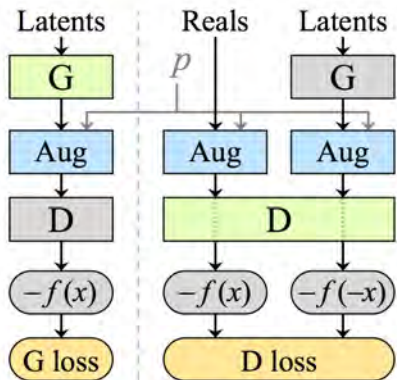 Latents Reals Latents
G p G
Aug Aug Aug
D D
−f(x) −f(x) −f(−x)
G loss D loss